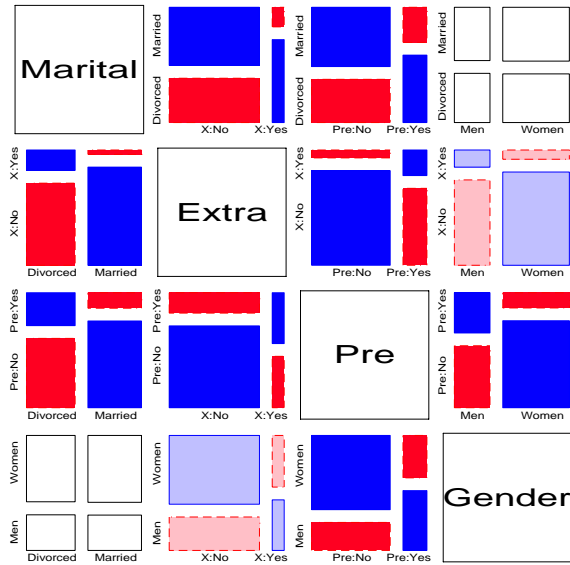 Marital
Divorced Married
X:No X:Yes
Divorced Married
Pre:No Pre:Yes
Divorced Married
Men Women
X:No X:Yes
Divorced Married
Extra
X:No X:Yes
Pre:No Pre:Yes
X:No X:Yes
Men Women
Pre:No Pre:Yes
Divorced Married
Pre:No Pre:Yes
X:No X:Yes
Pre
Pre:No Pre:Yes
Men Women
Men Women
Divorced Married
Men Women
X:No X:Yes
Men Women
Pre:No Pre:Yes
Gender